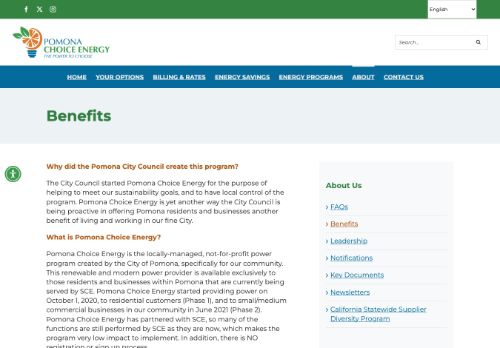 English
POMONA
CHOICE ENERGY
THE POWER TO CHOOSE
Search...
HOME YOUR OPTIONS BILLING & RATES ENERGY SAVINGS ENERGY PROGRAMS ABOUT CONTACT US
Benefits
Why did the Pomona City Council create this program?
The City Council started Pomona Choice Energy for the purpose of
helping to meet our sustainability goals, and to have local control of the
program. Pomona Choice Energy is yet another way the City Council is
being proactive in offering Pomona residents and businesses another
benefit of living and working in our fine City.
What is Pomona Choice Energy?
Pomona Choice Energy is the locally-managed, not-for-profit power
program created by the City of Pomona, specifically for our community.
This renewable and modern power provider is available exclusively to
those residents and businesses within Pomona that are currently being
served by SCE. Pomona Choice Energy started providing power on
October 1, 2020, to residential customers (Phase 1), and to small/medium
commercial businesses in our community in June 2021 (Phase 2).
Pomona Choice Energy has partnered with SCE, so many of the
functions are still performed by SCE as they are now, which makes the
program very low impact to implement. In addition, there is NO
registration or sign up process
About Us
FAQs
Benefits
Leadership
Notifications
Key Documents
Newsletters
California Statewide Supplier
Diversity Program